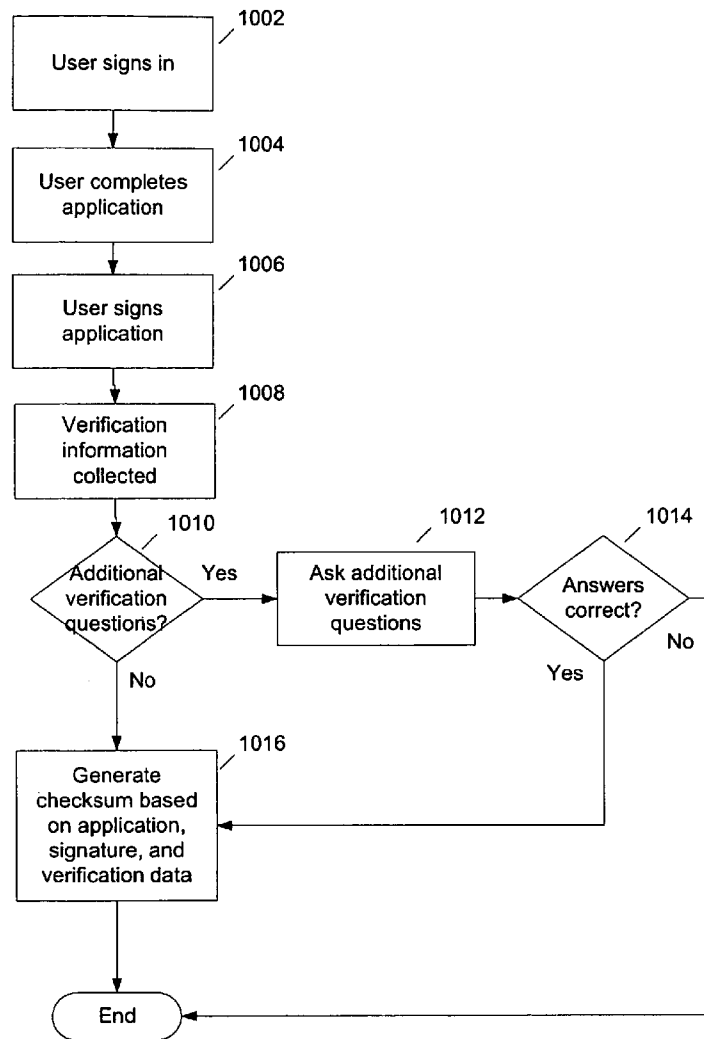 1002
User signs in
1004
User completes
application
1006
User signs
application
1008
Verification
information
collected
1010
Additional
verification
questions?
Yes
1012
Ask additional
verification
questions
1014
Answers
correct?
No
Yes
No
1016
Generate
checksum based
on application,
signature, and
verification data
End